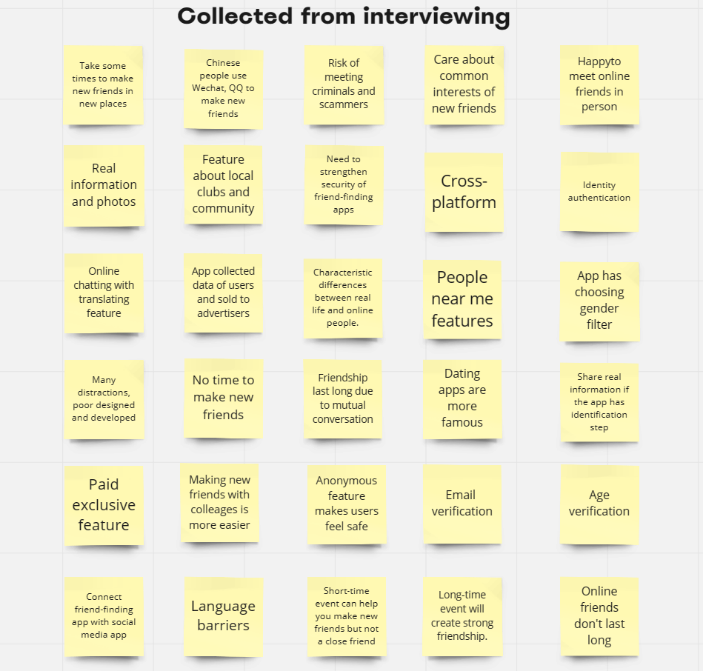 Collected from interviewing
Take some
times to make
new friends in
new places
Chinese
people use
Wechat, QQ to
make new
friends
Risk of
meeting
criminals and
scammers
Care about
common
interests of
new friends
Happyto
meet online
friends in
person
Real
information
and photos
Feature
about local
clubs and
community
Need to
strengthen
security of
friend-finding
apps
Cross-
platform
Identity
authentication
Online
chatting with
translating
feature
App collected
data of users
and sold to
advertisers
Characteristic
differences
between real
life and online
people.
People
near me
features
App has
choosing
gender
filter
Many
distractions,
poor designed
and developed
No time to
make new
friends
Friendship
last long due
to mutual
conversation
Dating
apps are
more
famous
Share real
information if
the app has
identification
step
Paid
exclusive
feature
Making new
friends with
colleages is
more easier
Anonymous
feature
makes users
feel safe
Email
verification
Age
verification
Connect
friend-finding
app with social
media app
Language
barriers
Short-time
event can help
you make new
friends but not
a close friend
Long-time
event will
create strong
friendship.
Online
friends
don't last
long